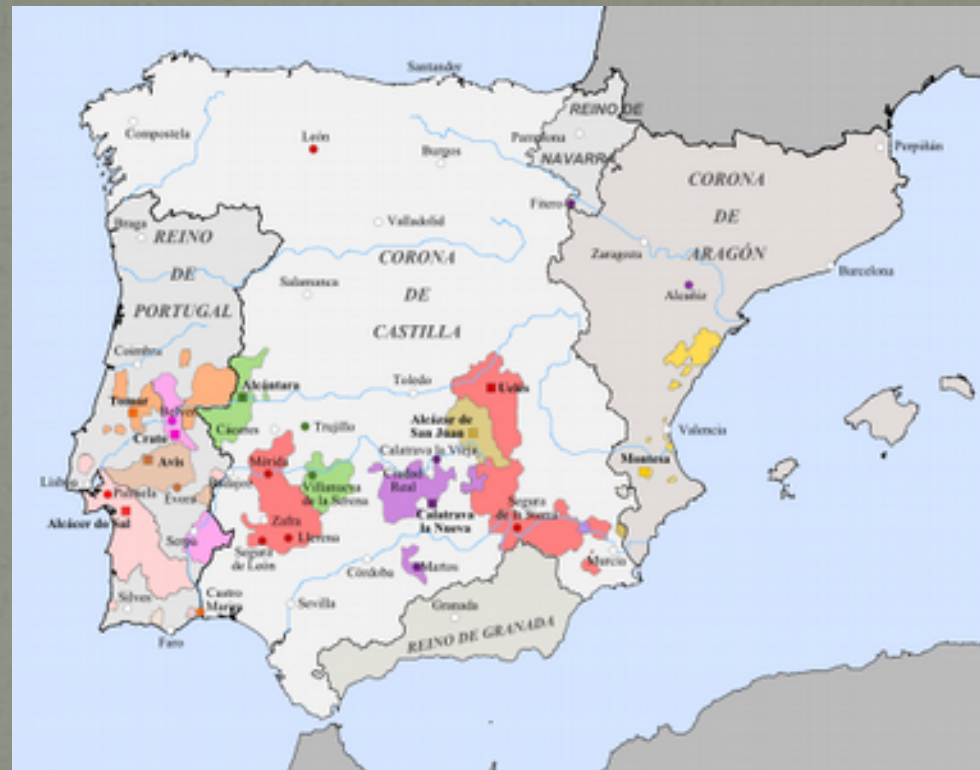 Santander
Compostela
León
Burgos
Pamplona
REINO DE
NAVARRA
Perpiñán
Fitero
CORONA
DE
ARAGÓN
Braga
REINO
DE
PORTUGAL
Valladolid
CORONA
DE
CASTILLA
Salamanca
Zaragoza
Barcelona
Alcañiz
Coimbra
Toledo
Alcántara
Uclés
Tomar
Belver
Crato
Cáceres
Trujillo
Alcázar de
San Juan
Valencia
Calatrava la Vieja
Montesa
Avis
Mérida
Ciudad
Real
Lisboa
Palmela
Évora
Badajoz
Villanueva
de la Serena
Calatrava
la Nueva
Segura
de la Sierra
Alcácer do Sal
Zafra
Llerena
Serpa
Segura
de León
Murcia
Córdoba
Martos
Silves
Castro
Marim
Sevilla
Granada
Faro
REINO DE GRANADA